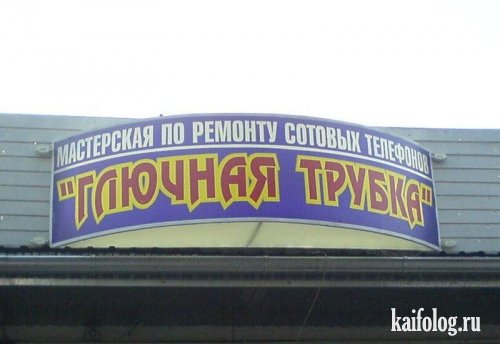 МАСТЕРСКАЯ ПО РЕМОНТУ СОТОВЫХ ТЕЛЕФОНОВ
"ГЛЮЧНАЯ ТРУБКА"
kaifolog.ru